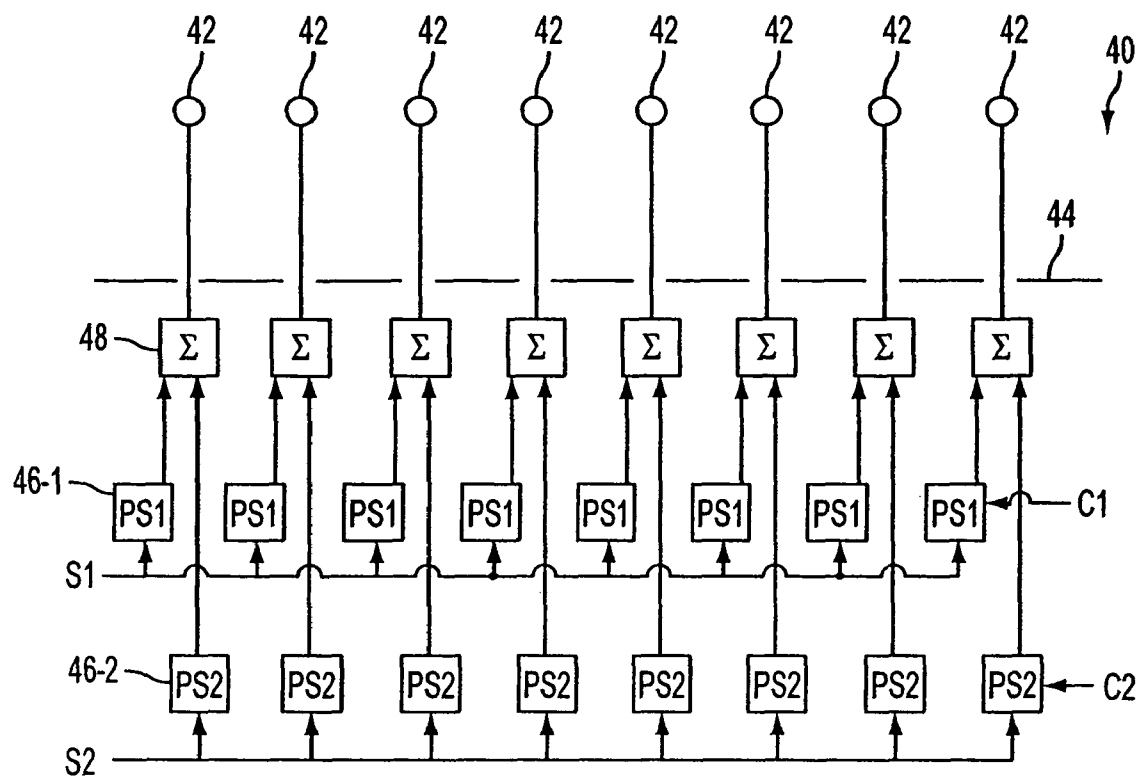 42 42 42 42 42 42 42 42
40
44
48 Σ Σ Σ Σ Σ Σ Σ Σ
46-1 PS1 PS1 PS1 PS1 PS1 PS1 PS1 PS1 C1
S1
46-2 PS2 PS2 PS2 PS2 PS2 PS2 PS2 PS2 C2
S2